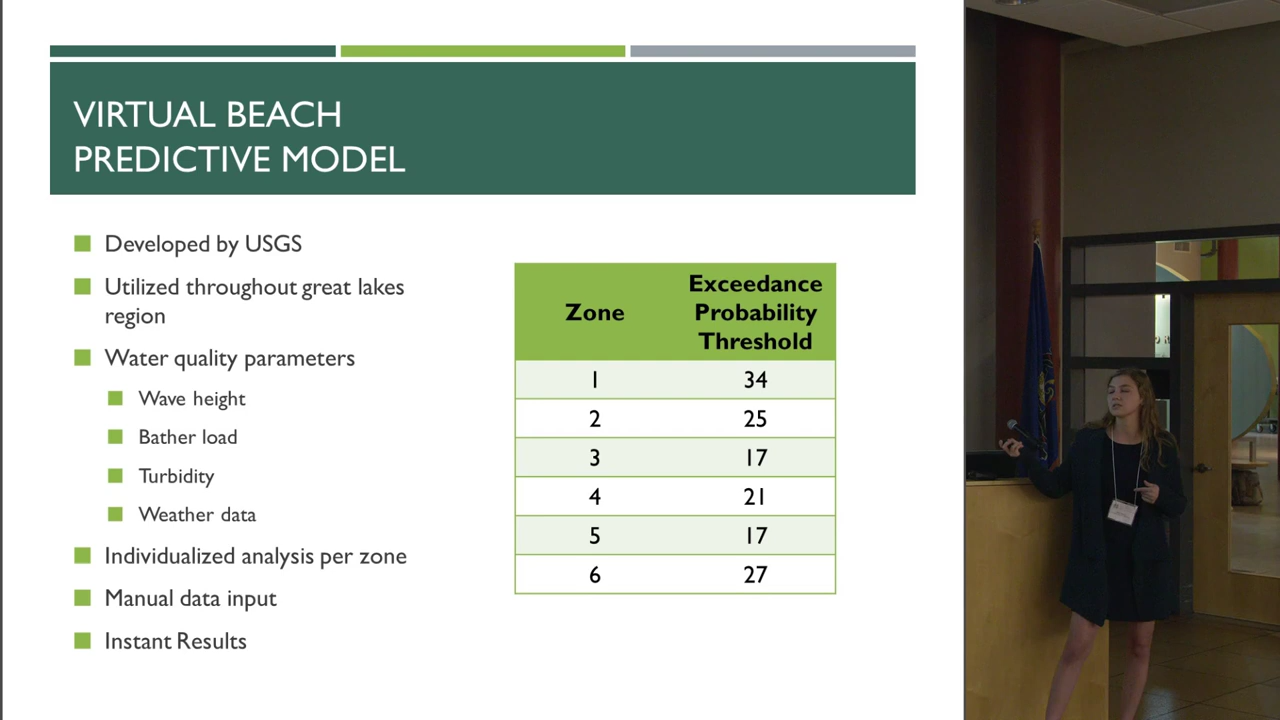 VIRTUAL BEACH
PREDICTIVE MODEL
Developed by USGS
Utilized throughout great lakes
region
Water quality parameters
Wave height
Bather load
Turbidity
Weather data
Individualized analysis per zone
Manual data input
Instant Results
Zone Exceedance Probability Threshold
1 34
2 25
3 17
4 21
5 17
6 27